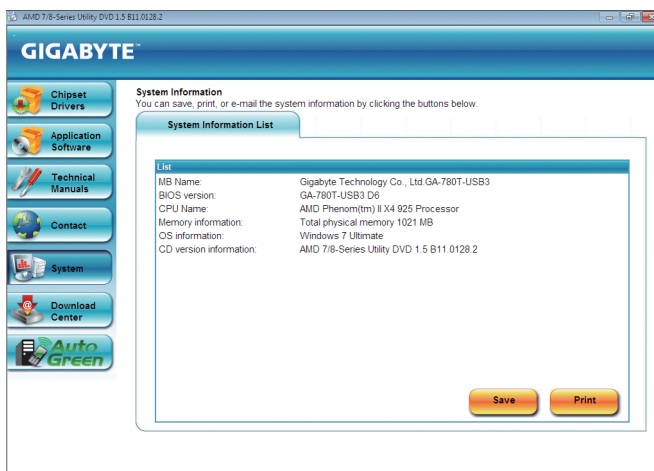 AMD 7/8-Series Utility DVD 1.5 B11.0128.2
GIGABYTE™
Chipset
Drivers
Application
Software
Technical
Manuals
Contact
System
Download
Center
Auto
Green
System Information
You can save, print, or e-mail the system information by clicking the buttons below.
System Information List
List
MB Name: Gigabyte Technology Co., Ltd.GA-780T-USB3
BIOS version: GA-780T-USB3 D6
CPU Name: AMD Phenom(tm) II X4 925 Processor
Memory information: Total physical memory 1021 MB
OS information: Windows 7 Ultimate
CD version information: AMD 7/8-Series Utility DVD 1.5 B11.0128.2
Save Print